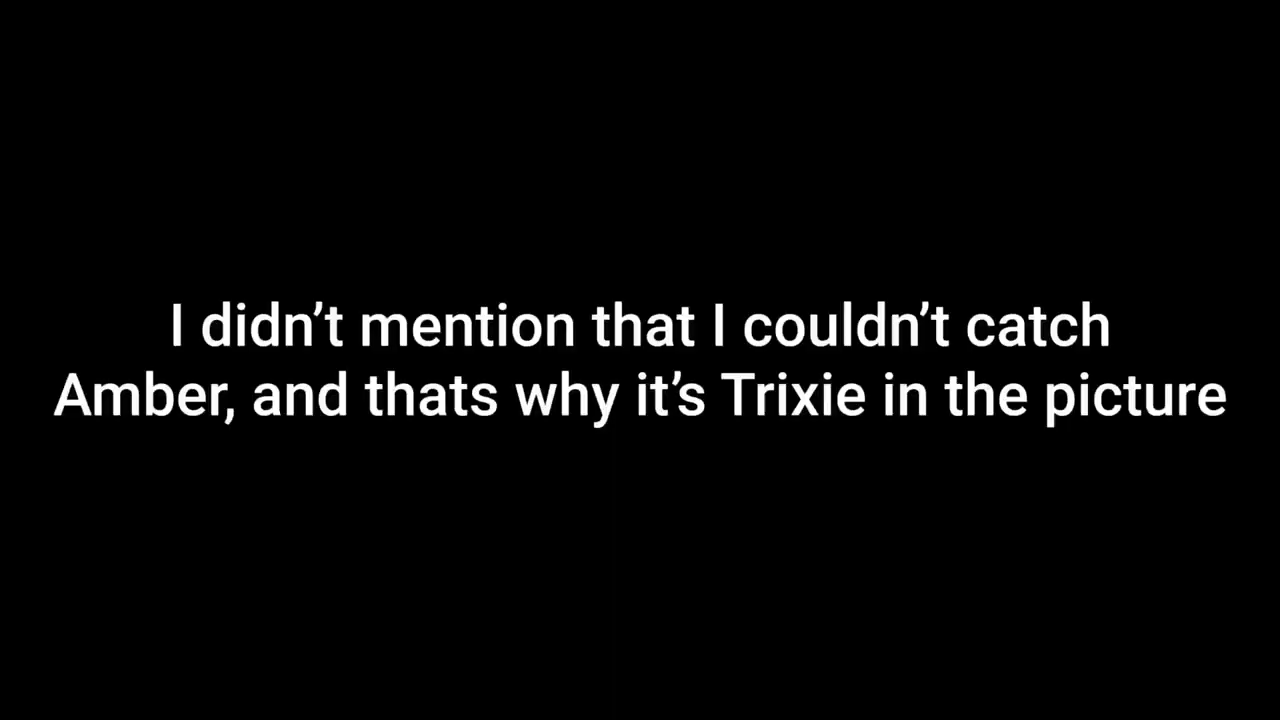 I didn’t mention that I couldn’t catch
Amber, and thats why it’s Trixie in the picture